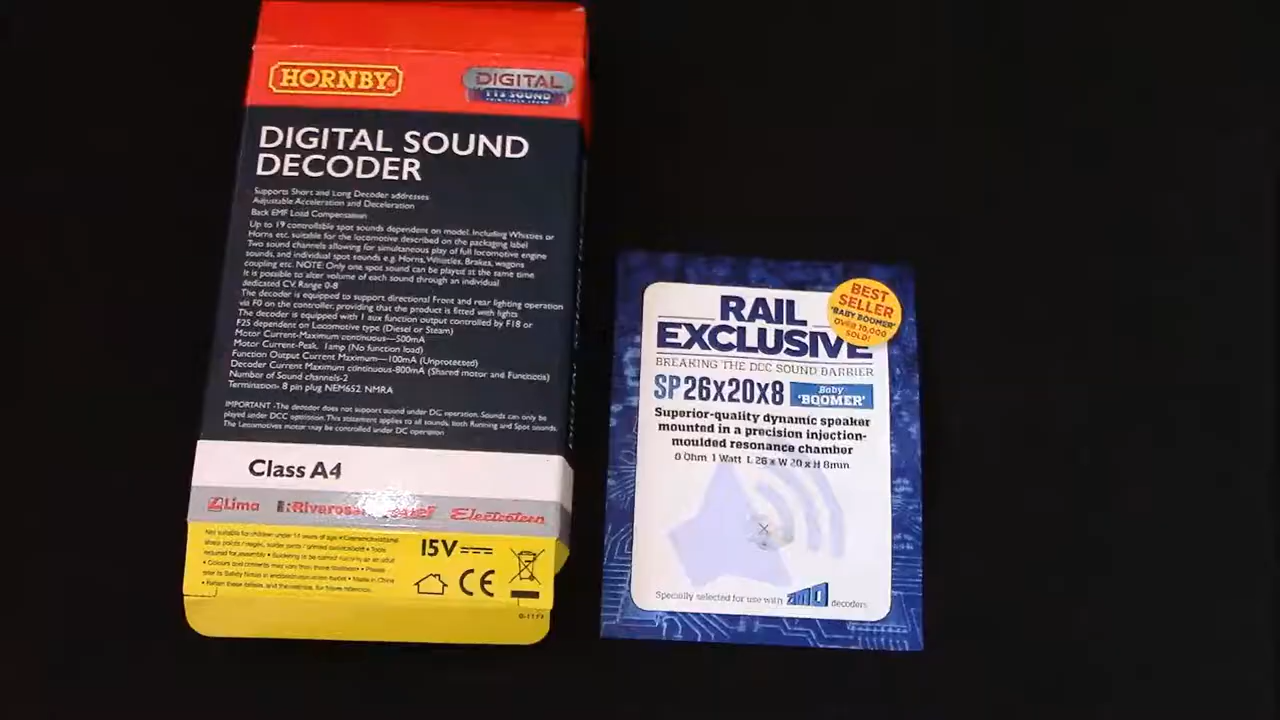 HORNBY
DIGITAL
TTS SOUND
DIGITAL SOUND
DECODER
Supports Short and Long Decoder addresses
Adjustable Acceleration and Deceleration
Back EMF Load Compensation
Up to 19 controllable spot sounds dependent on model. Including Whistles or
Horns etc. suitable for the locomotive described on the packaging label
Two sound channels allowing for simultaneous play of full locomotive engine
sounds, and individual spot sounds e.g. Horns, Whistles, Brakes, wagons
coupling etc. NOTE: Only one spot sound can be played at the same time
It is possible to alter volume of each sound through an individual
dedicated CV. Range 0-8
The decoder is equipped to support directional Front and rear lighting operation
via F0 on the controller, providing that the product is fitted with lights
The decoder is equipped with 1 aux function output controlled by F18 or
F25 dependent on Locomotive type (Diesel or Steam)
Motor Current-Maximum continuous—500mA
Motor Current-Peak. 1amp (No function load)
Function Output Current Maximum—100mA (Unprotected)
Decoder Current Maximum continuous-800mA (Shared motor and Functions)
Number of Sound channels-2
Termination- 8 pin plug NEM652. NMRA
IMPORTANT -The decoder does not support sound under DC operation. Sounds can only be
played under DCC operation. This statement applies to all sounds, both Running and Spot sounds.
The Locomotives motor may be controlled under DC operation
Class A4
Lima
Rivarossi
Electrotren
15V
CE
RAIL
EXCLUSIVE
BEST
SELLER
'BABY BOOMER'
OVER 10,000
SOLD!
BREAKING THE DCC SOUND BARRIER
SP26x20x8
Baby
'BOOMER'
Superior-quality dynamic speaker
mounted in a precision injection-
moulded resonance chamber
8 Ohm 1 Watt L 26 x W 20 x H 8mm
Specially selected for use with decoders